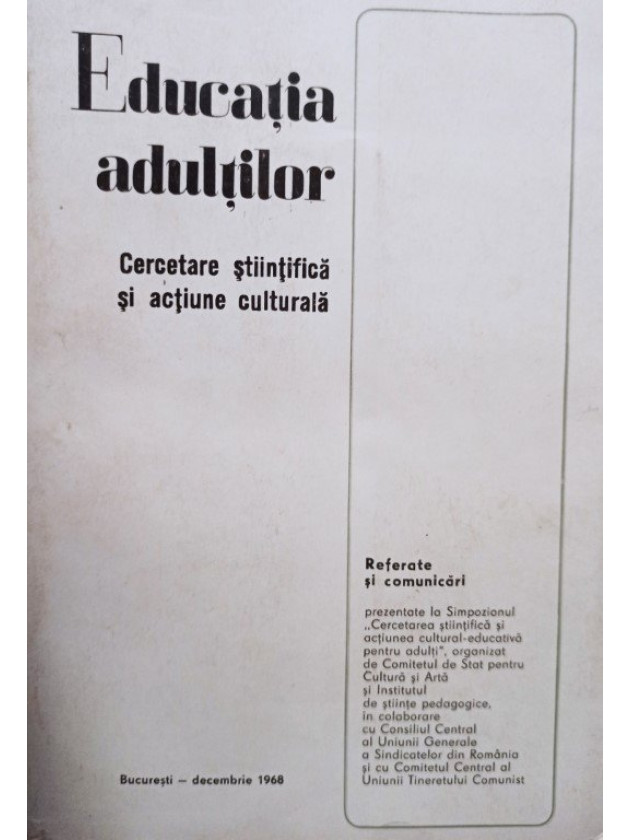 Educația
adulților
Cercetare științifică
și acțiune culturală
Referate
și comunicări
prezentate la Simpozionul
„Cercetarea științifică și
acțiunea cultural-educativă
pentru adulți", organizat
de Comitetul de Stat pentru
Cultură și Artă
și Institutul
de științe pedagogice,
în colaborare
cu Consiliul Central
al Uniunii Generale
a Sindicatelor din România
și cu Comitetul Central al
Uniunii Tineretului Comunist
București – decembrie 1968